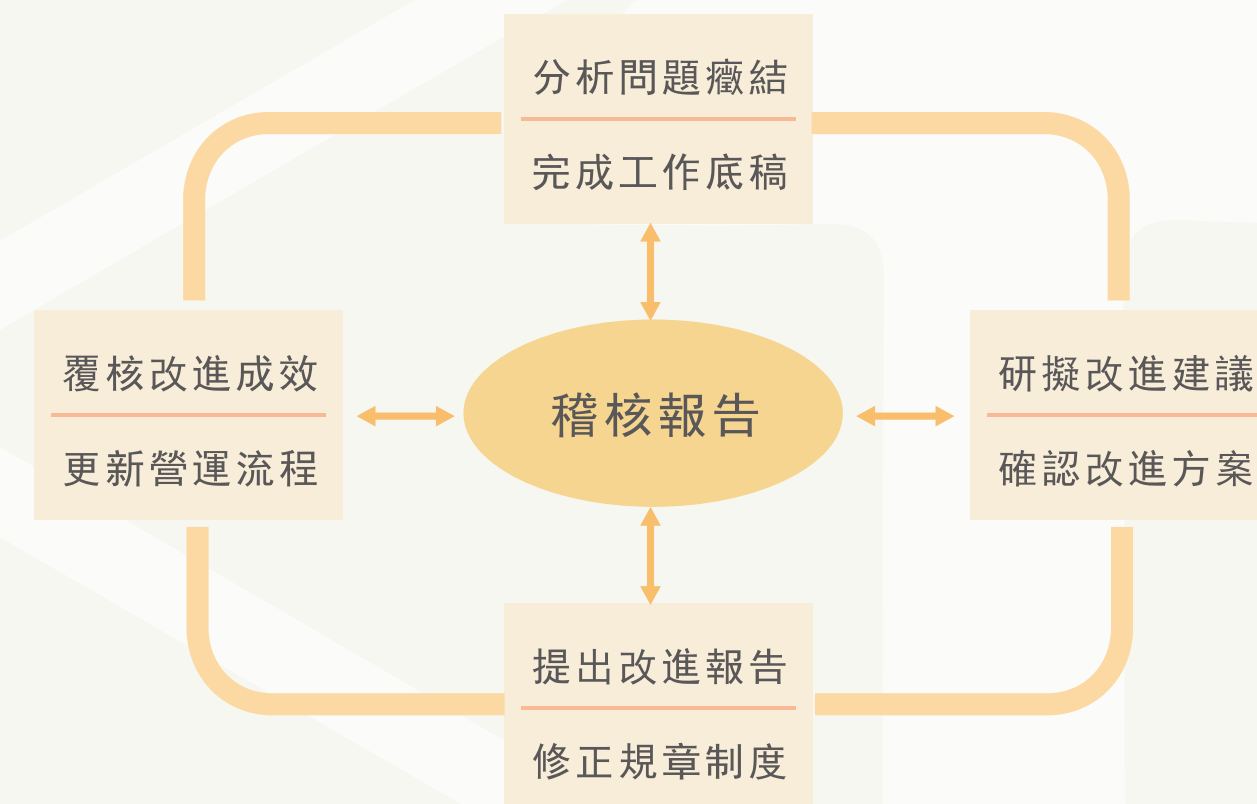 分析問題癥結
完成工作底稿
覆核改進成效
更新營運流程
稽核報告
研擬改進建議
確認改進方案
提出改進報告
修正規章制度